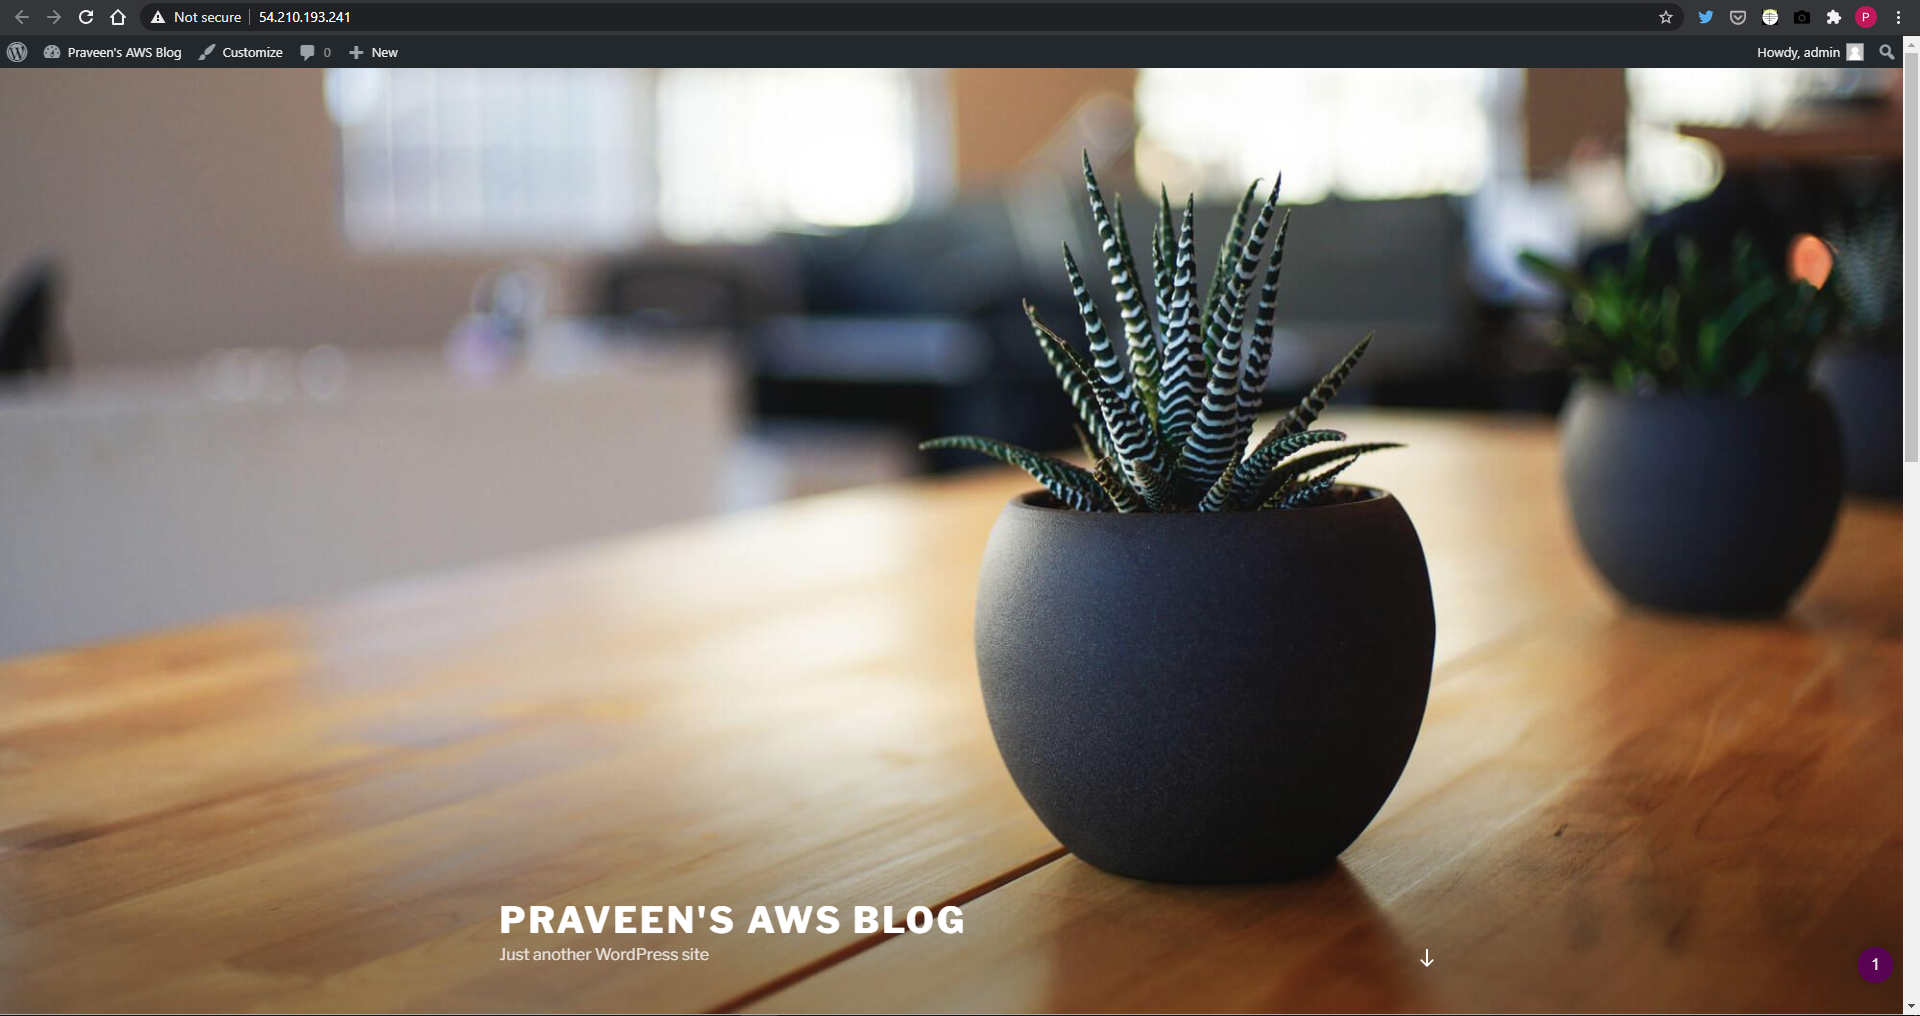 Not secure 54.210.193.241
P
Praveen's AWS Blog Customize 0 New Howdy, admin
PRAVEEN'S AWS BLOG
Just another WordPress site
1